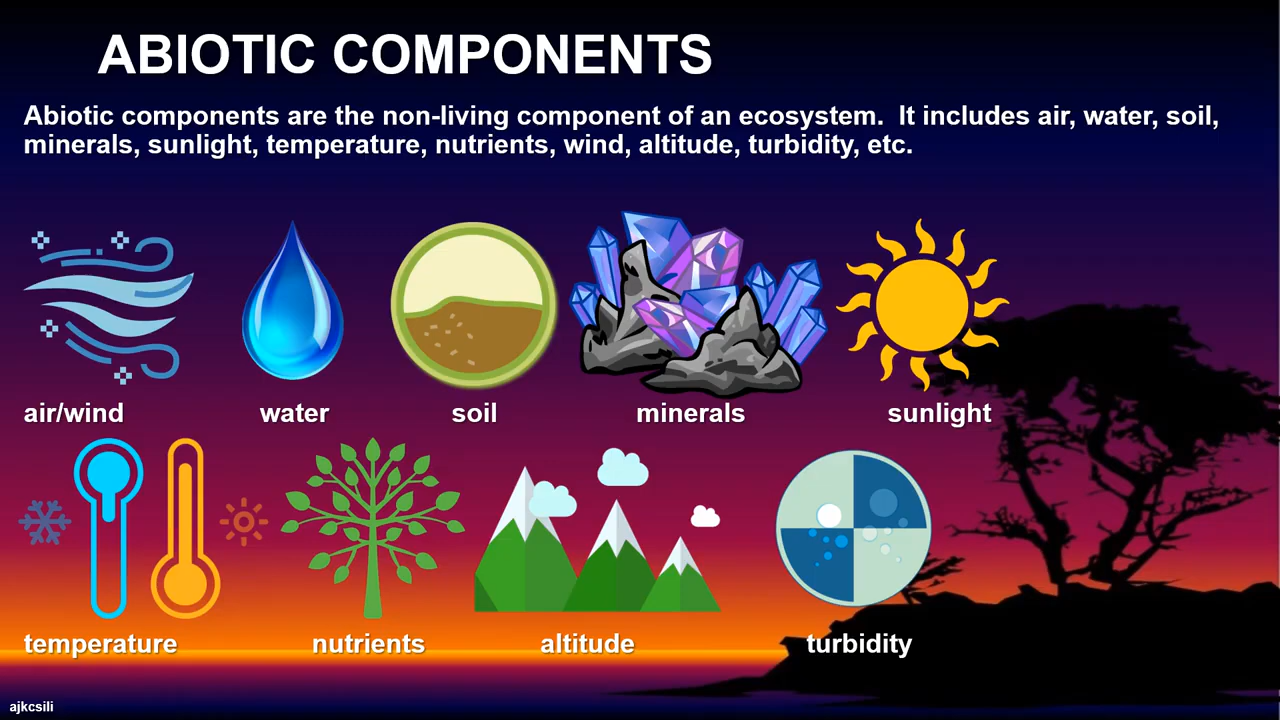 ABIOTIC COMPONENTS
Abiotic components are the non-living component of an ecosystem.  It includes air, water, soil,
minerals, sunlight, temperature, nutrients, wind, altitude, turbidity, etc.
air/wind
water
soil
minerals
sunlight
temperature
nutrients
altitude
turbidity
ajkcsili